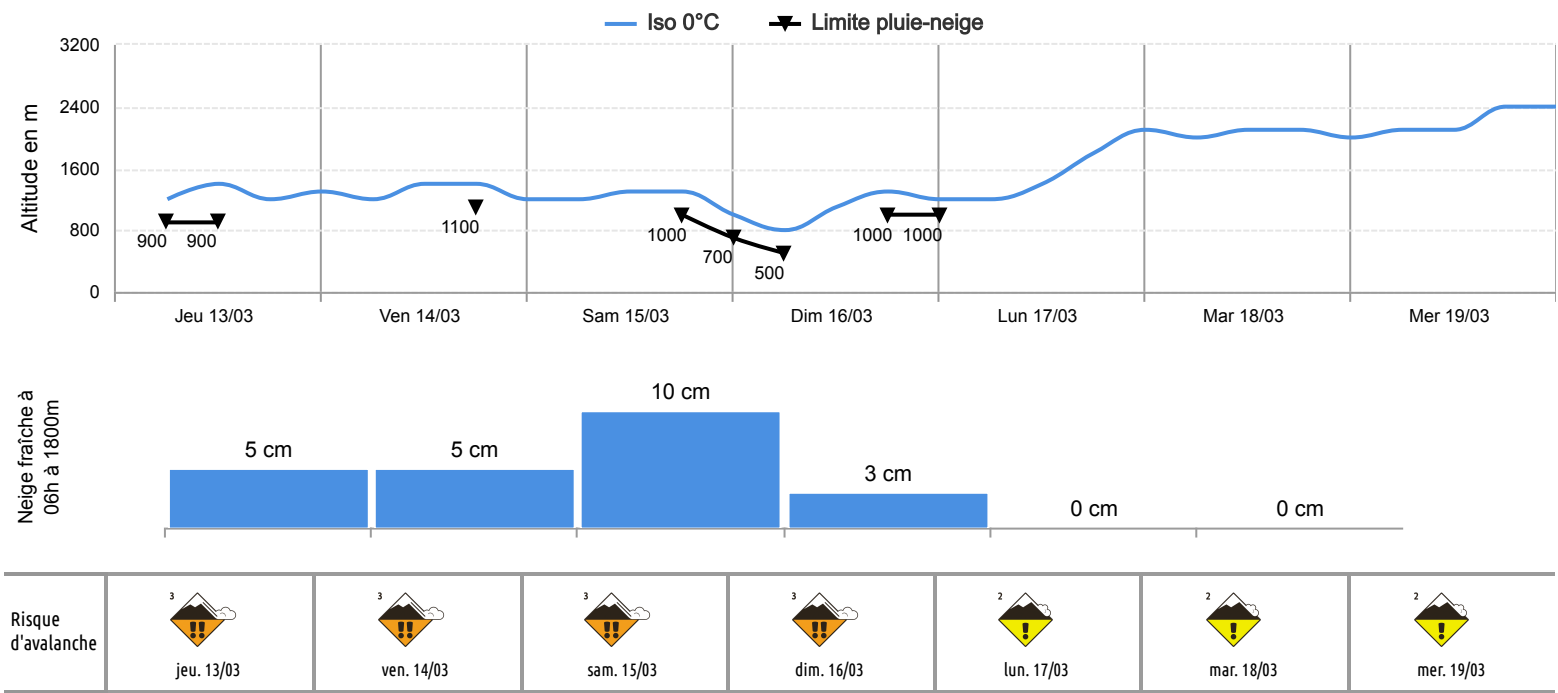 Iso 0°C
Limite pluie-neige
Altitude en m
3200
2400
1600
800
0
900
900
1100
1000
700
500
1000
1000
Jeu 13/03
Ven 14/03
Sam 15/03
Dim 16/03
Lun 17/03
Mar 18/03
Mer 19/03
Neige fraîche à
06h à 1800m
5 cm
5 cm
10 cm
3 cm
0 cm
0 cm
Risque
d'avalanche
3
!!
jeu. 13/03
3
!!
ven. 14/03
3
!!
sam. 15/03
3
!!
dim. 16/03
2
!
lun. 17/03
2
!
mar. 18/03
2
!
mer. 19/03